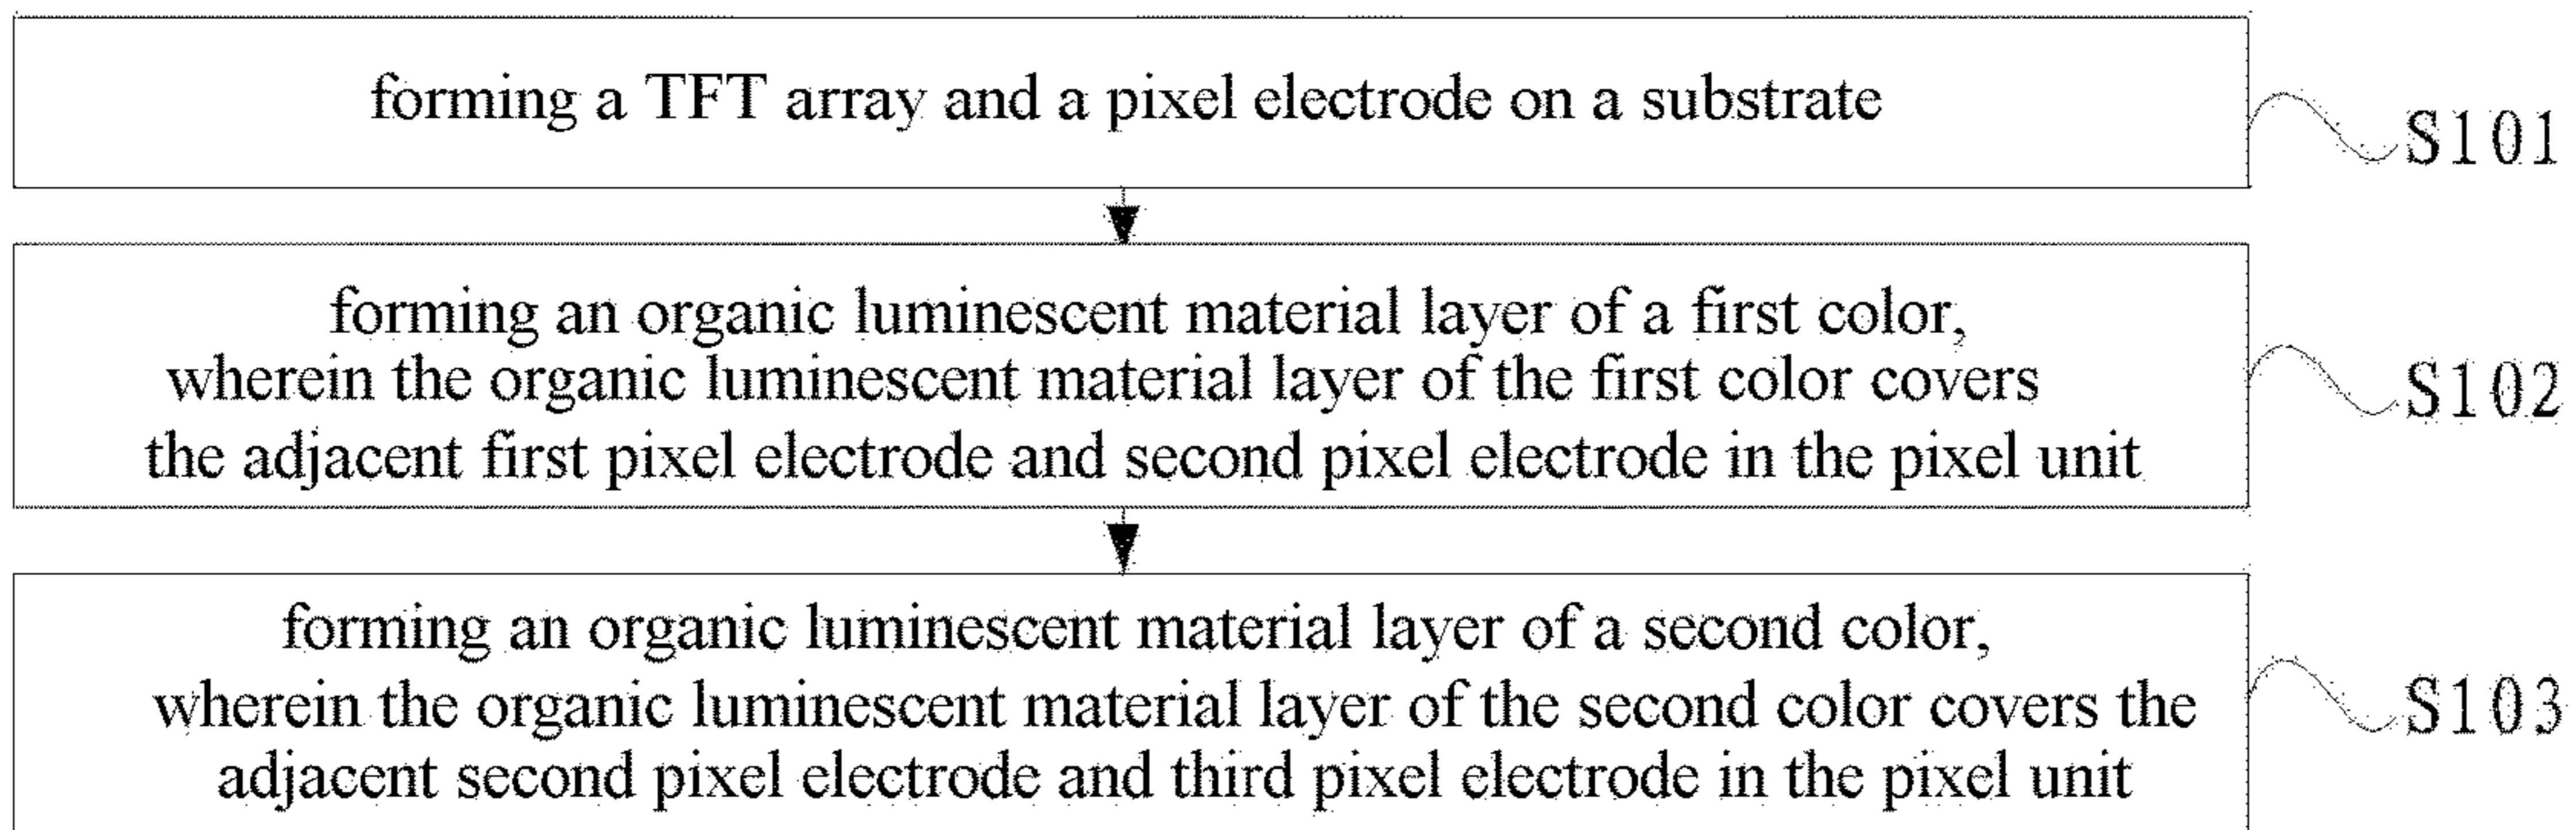 forming a TFT array and a pixel electrode on a substrate
S101
forming an organic luminescent material layer of a first color,
wherein the organic luminescent material layer of the first color covers
the adjacent first pixel electrode and second pixel electrode in the pixel unit
S102
forming an organic luminescent material layer of a second color,
wherein the organic luminescent material layer of the second color covers the
adjacent second pixel electrode and third pixel electrode in the pixel unit
S103